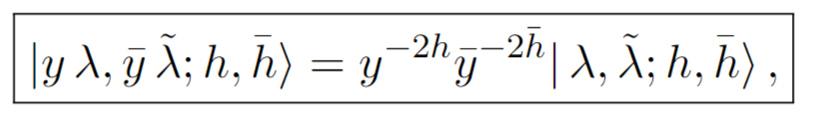 |y λ, ȳ λ̃; h, h̄⟩ = y^{-2h} ȳ^{-2h̄} | λ, λ̃; h, h̄⟩ ,